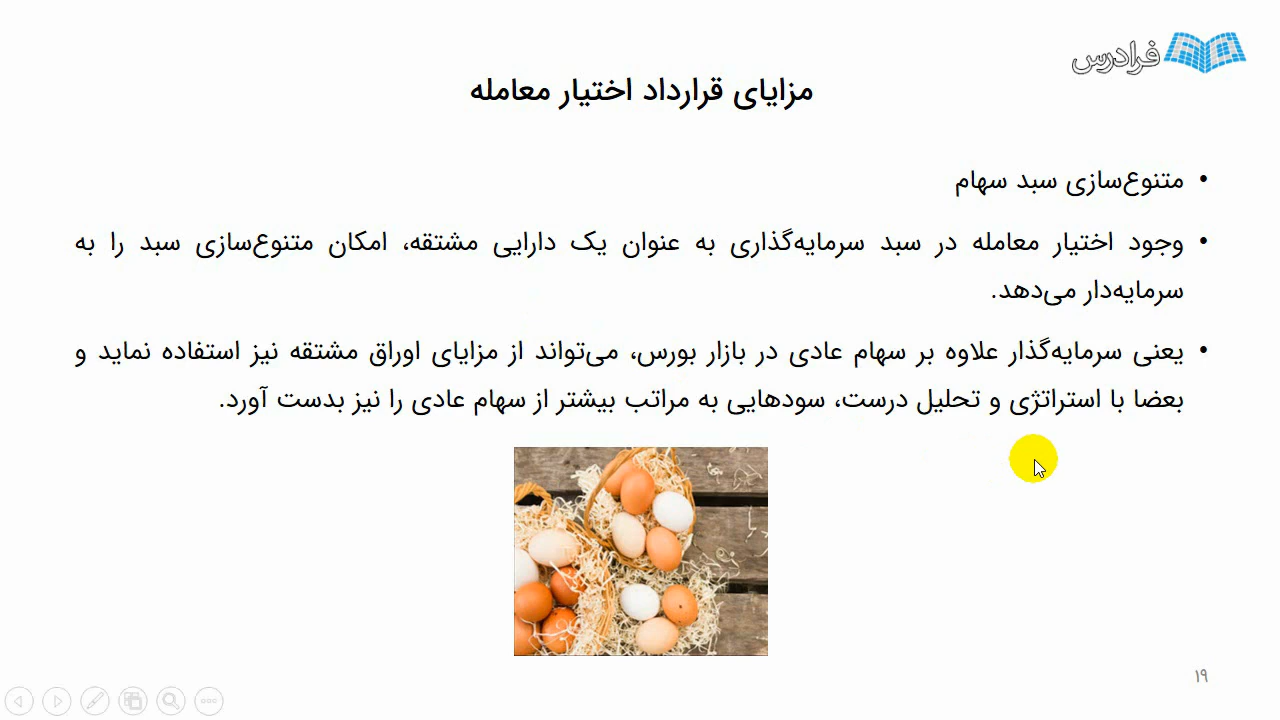 فرادرس
مزایای قرارداد اختیار معامله
• متنوع‌سازی سبد سهام
• وجود اختیار معامله در سبد سرمایه‌گذاری به عنوان یک دارایی مشتقه، امکان متنوع‌سازی سبد را به
سرمایه‌دار می‌دهد.
• یعنی سرمایه‌گذار علاوه بر سهام عادی در بازار بورس، می‌تواند از مزایای اوراق مشتقه نیز استفاده نماید و
بعضا با استراتژی و تحلیل درست، سودهایی به مراتب بیشتر از سهام عادی را نیز بدست آورد.
۱۹